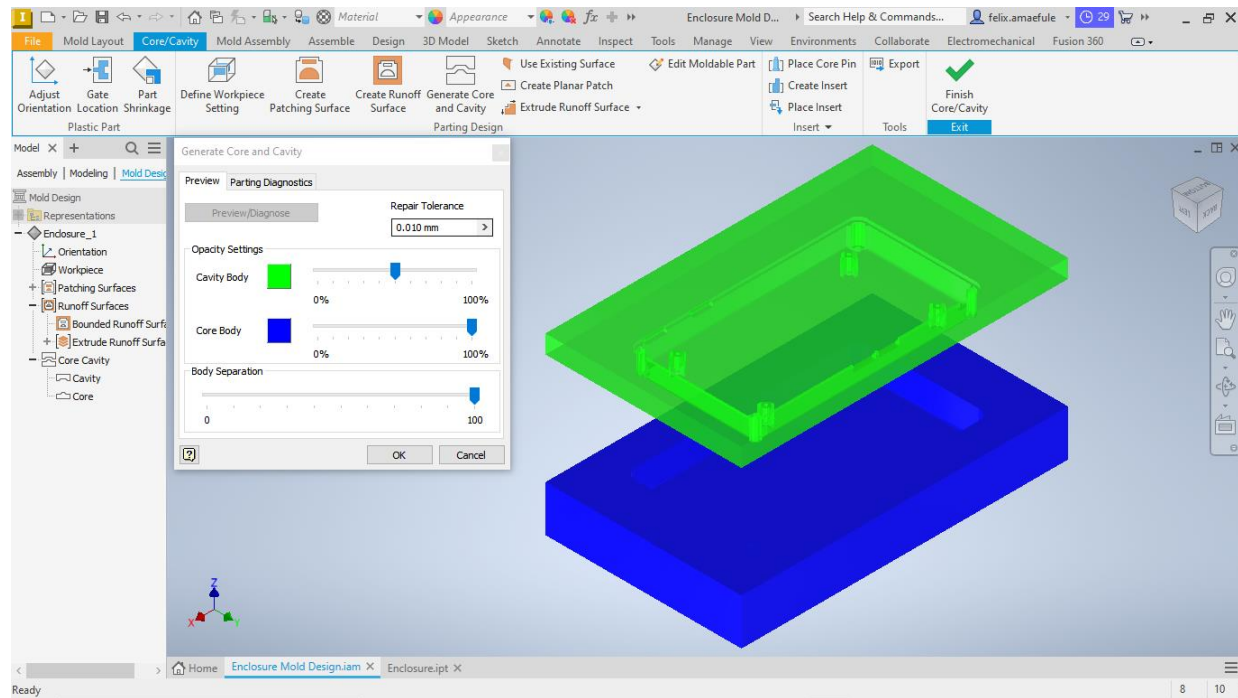 Material
Appearance
fx
Enclosure Mold D...
Search Help & Commands...
felix.amaefule
29
File Mold Layout Core/Cavity Mold Assembly Assemble Design 3D Model Sketch Annotate Inspect Tools Manage View Environments Collaborate Electromechanical Fusion 360
Adjust Orientation
Gate Location
Part Shrinkage
Plastic Part
Define Workpiece Setting
Create Patching Surface
Create Runoff Surface
Generate Core and Cavity
Use Existing Surface
Create Planar Patch
Extrude Runoff Surface
Edit Moldable Part
Parting Design
Place Core Pin
Create Insert
Place Insert
Insert
Export
Tools
Finish Core/Cavity
Exit
Model
Assembly | Modeling | Mold Desig
Mold Design
Representations
Enclosure_1
Orientation
Workpiece
Patching Surfaces
Runoff Surfaces
Bounded Runoff Surfa
Extrude Runoff Surfa
Core Cavity
Cavity
Core
Generate Core and Cavity
Preview Parting Diagnostics
Preview/Diagnose
Repair Tolerance
0.010 mm
Opacity Settings
Cavity Body
0% 100%
Core Body
0% 100%
Body Separation
0 100
OK Cancel
Z
X
Y
Home Enclosure Mold Design.iam Enclosure.ipt
Ready
8 10